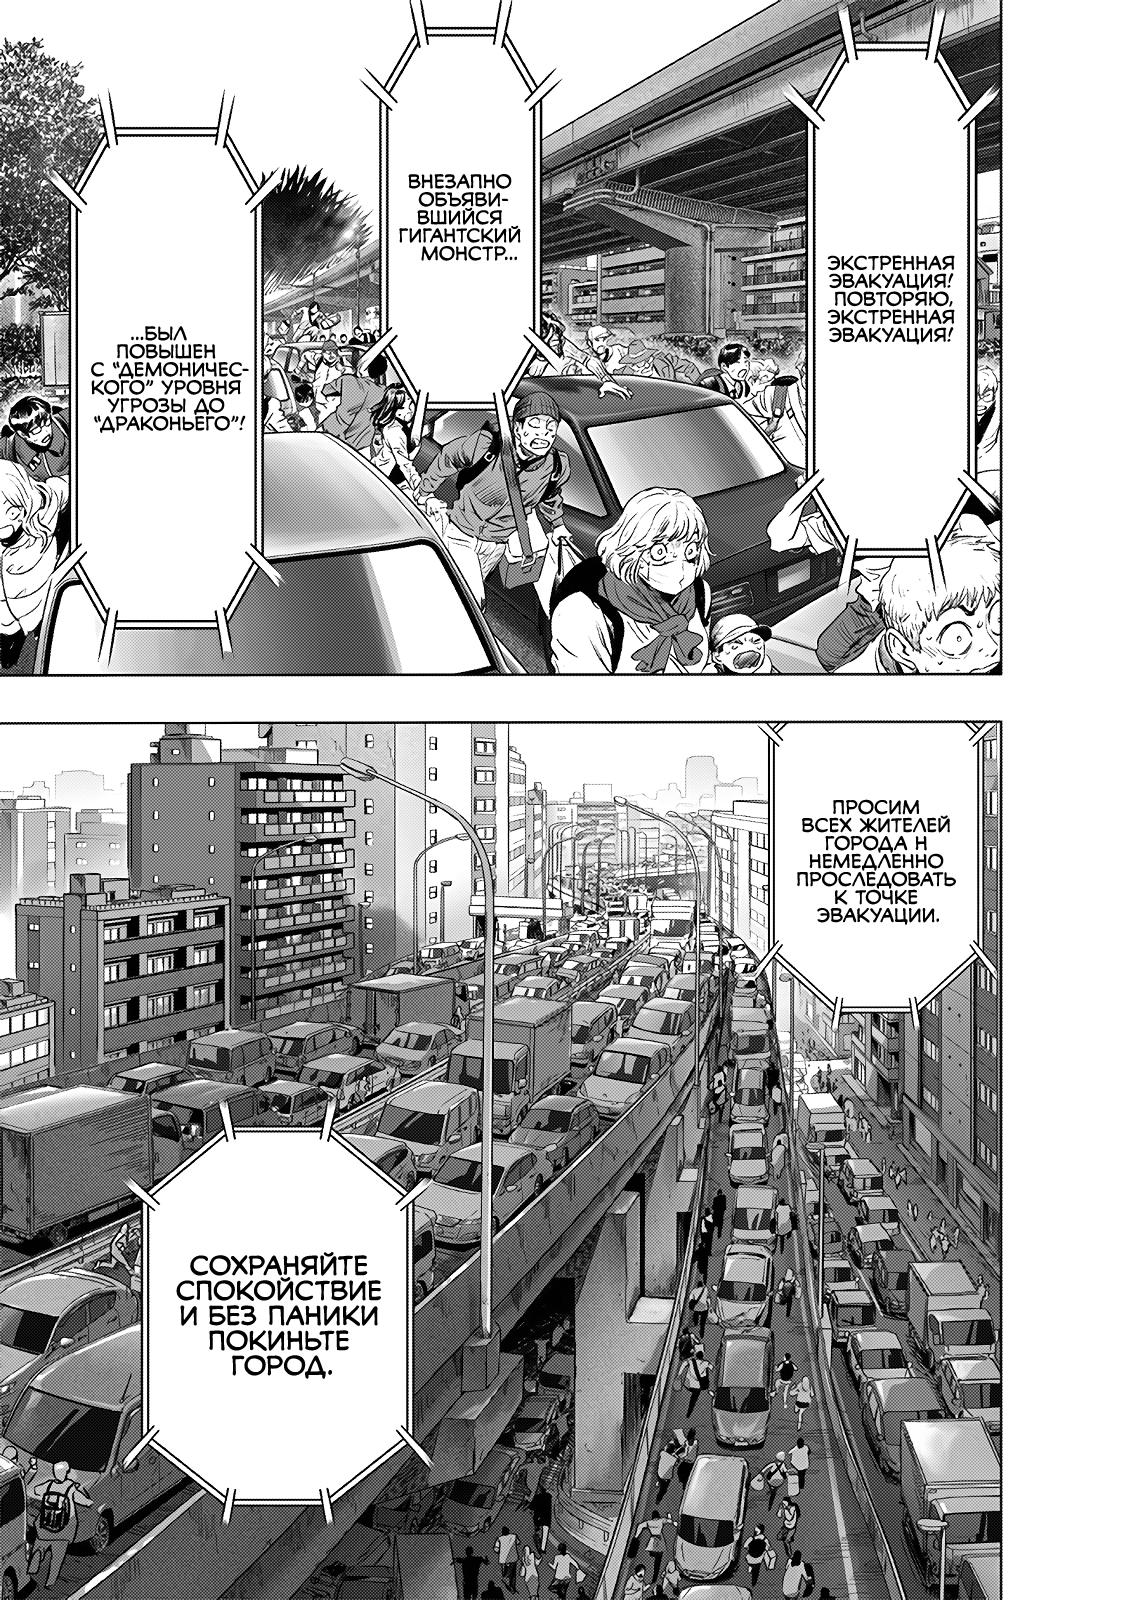 ЭКСТРЕННАЯ
ЭВАКУАЦИЯ!
ПОВТОРЯЮ,
ЭКСТРЕННАЯ
ЭВАКУАЦИЯ!
ВНЕЗАПНО
ОБЪЯВИ-
ВШИЙСЯ
ГИГАНТСКИЙ
МОНСТР...
...БЫЛ
ПОВЫШЕН
С "ДЕМОНИЧЕС-
КОГО" УРОВНЯ
УГРОЗЫ ДО
"ДРАКОНЬЕГО"!
ПРОСИМ
ВСЕХ ЖИТЕЛЕЙ
ГОРОДА H
НЕМЕДЛЕННО
ПРОСЛЕДОВАТЬ
К ТОЧКЕ
ЭВАКУАЦИИ.
СОХРАНЯЙТЕ
СПОКОЙСТВИЕ
И БЕЗ ПАНИКИ
ПОКИНЬТЕ
ГОРОД.